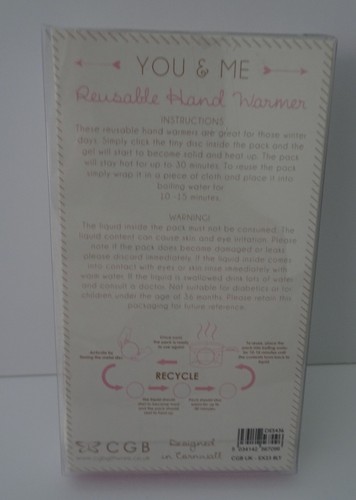 YOU & ME
Reusable Hand Warmer
INSTRUCTIONS
These reusable hand warmers are great for those winter
days. Simply click the tiny disc inside the pack and the
gel will start to become solid and heat up. The pack
will stay hot for up to 30 minutes. To reuse the pack
simply wrap it in a piece of cloth and place it into
boiling water for
10-15 minutes.
WARNING!
The liquid inside the pack must not be consumed. The
liquid content can cause skin and eye irritation. Please
sure if the pack does become damaged or leaks
please discard immediately. If the liquid inside comes
into contact with eyes or skin rinse immediately with
warm water. If the liquid is swallowed drink lots of water
and consult a doctor. Not suitable for diabetics or for
children under the age of 36 months. Please retain this
packaging for future reference.
RECYCLE
CGB
Designed
in Cornwall
CGB UK - EX23 8LY